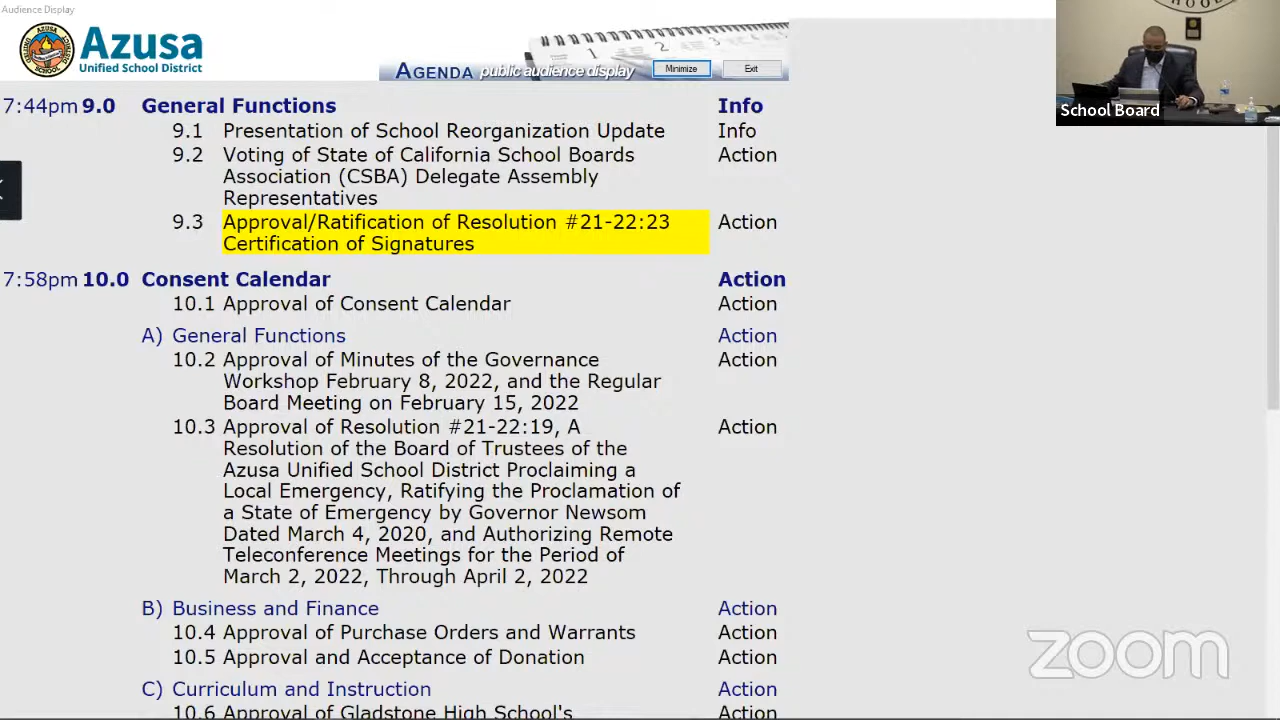 Audience Display
Azusa
Unified School District
AGENDA public audience display
Minimize
Exit
School Board
7:44pm 9.0 General Functions Info
9.1 Presentation of School Reorganization Update Info
9.2 Voting of State of California School Boards Action
Association (CSBA) Delegate Assembly
Representatives
9.3 Approval/Ratification of Resolution #21-22:23 Action
Certification of Signatures
7:58pm 10.0 Consent Calendar Action
10.1 Approval of Consent Calendar Action
A) General Functions Action
10.2 Approval of Minutes of the Governance Action
Workshop February 8, 2022, and the Regular
Board Meeting on February 15, 2022
10.3 Approval of Resolution #21-22:19, A Action
Resolution of the Board of Trustees of the
Azusa Unified School District Proclaiming a
Local Emergency, Ratifying the Proclamation of
a State of Emergency by Governor Newsom
Dated March 4, 2020, and Authorizing Remote
Teleconference Meetings for the Period of
March 2, 2022, Through April 2, 2022
B) Business and Finance Action
10.4 Approval of Purchase Orders and Warrants Action
10.5 Approval and Acceptance of Donation Action
C) Curriculum and Instruction Action
10.6 Approval of Gladstone High School's Action
zoom